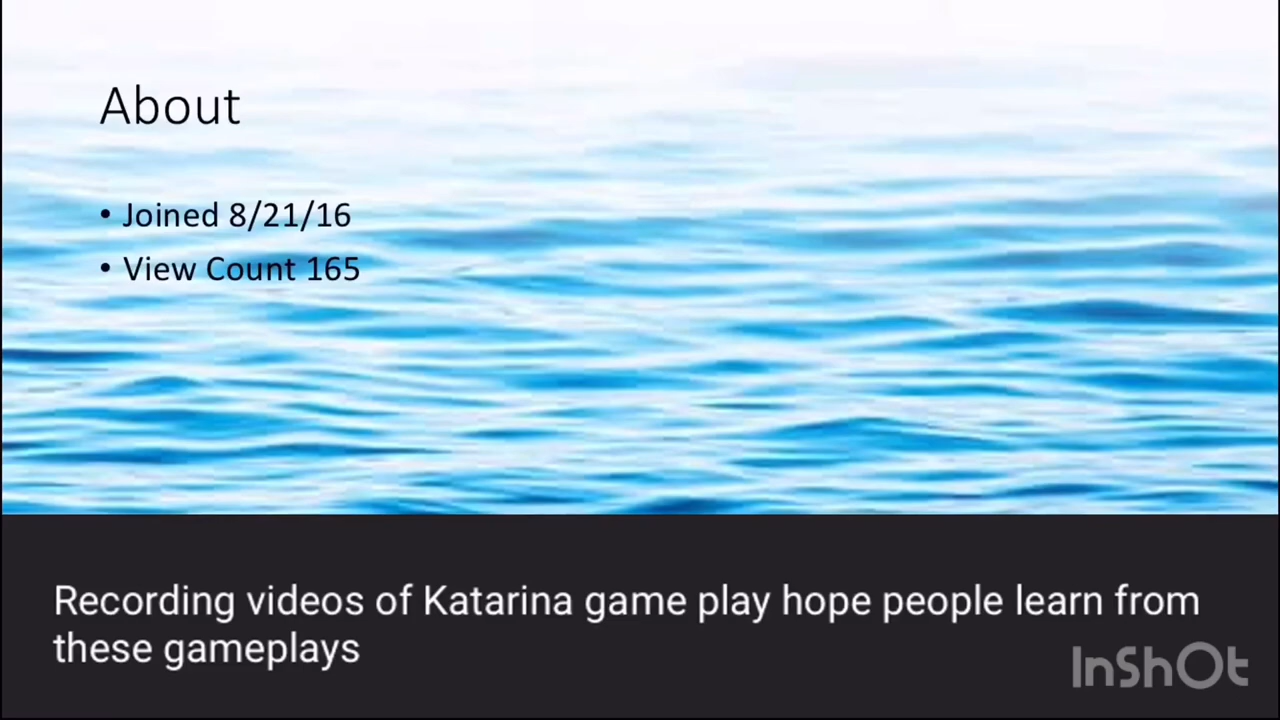 About
• Joined 8/21/16
• View Count 165
Recording videos of Katarina game play hope people learn from
these gameplays
InShOt